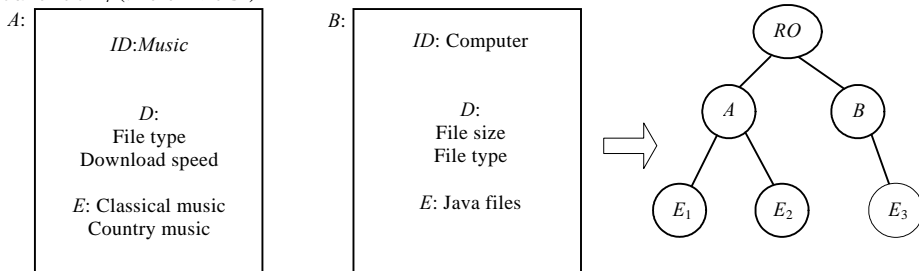 A:
ID:Music
D:
File type
Download speed
E: Classical music
Country music
B:
ID: Computer
D:
File size
File type
E: Java files
RO
A
B
E1
E2
E3